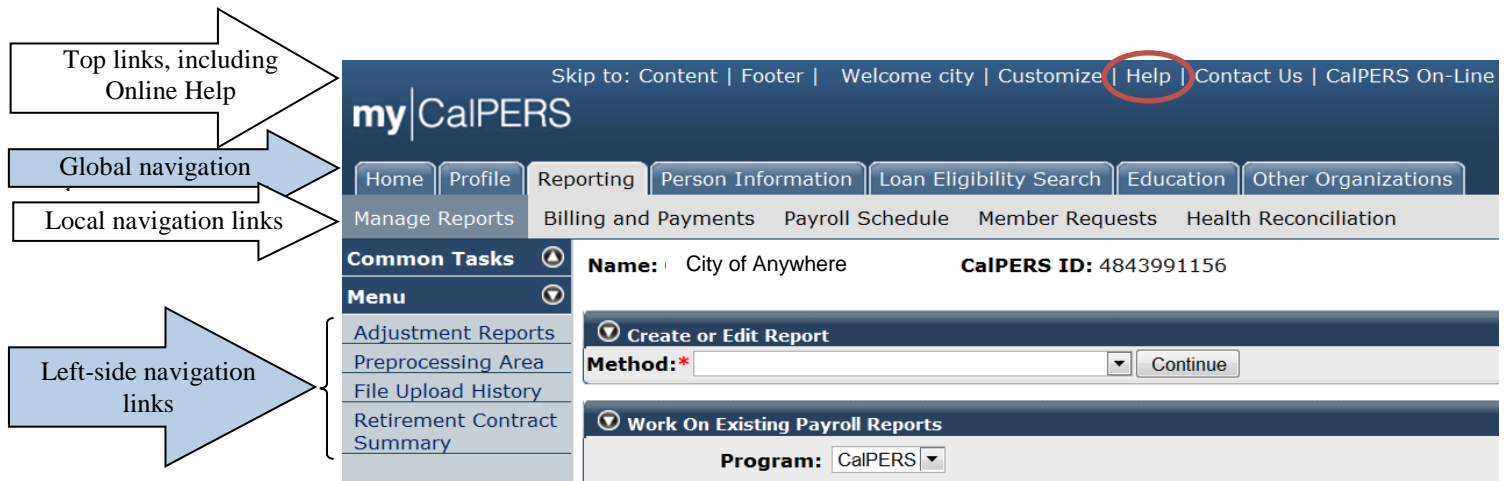 Top links, including
Online Help
Skip to: Content | Footer | Welcome city | Customize | Help | Contact Us | CalPERS On-Line
my|CalPERS
Global navigation
Home Profile Reporting Person Information Loan Eligibility Search Education Other Organizations
Local navigation links
Manage Reports Billing and Payments Payroll Schedule Member Requests Health Reconciliation
Common Tasks
Name: City of Anywhere CalPERS ID: 4843991156
Menu
Left-side navigation
links
Adjustment Reports
Preprocessing Area
File Upload History
Retirement Contract
Summary
Create or Edit Report
Method:* Continue
Work On Existing Payroll Reports
Program: CalPERS